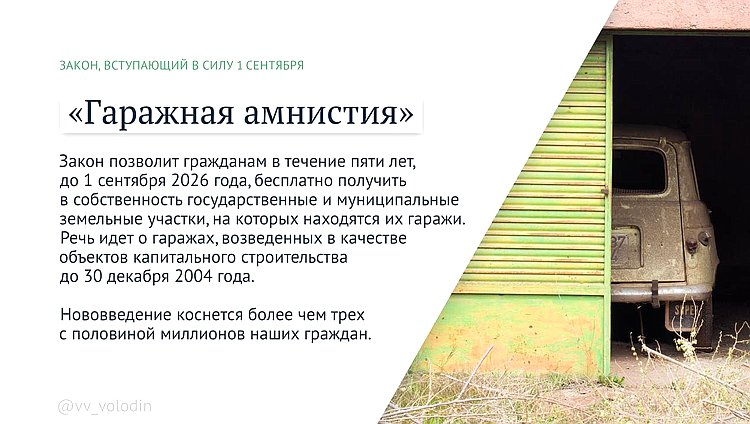 ЗАКОН, ВСТУПАЮЩИЙ В СИЛУ 1 СЕНТЯБРЯ
«Гаражная амнистия»
Закон позволит гражданам в течение пяти лет,
до 1 сентября 2026 года, бесплатно получить
в собственность государственные и муниципальные
земельные участки, на которых находятся их гаражи.
Речь идет о гаражах, возведенных в качестве
объектов капитального строительства
до 30 декабря 2004 года.
Нововведение коснется более чем трех
с половиной миллионов наших граждан.
@vv_volodin